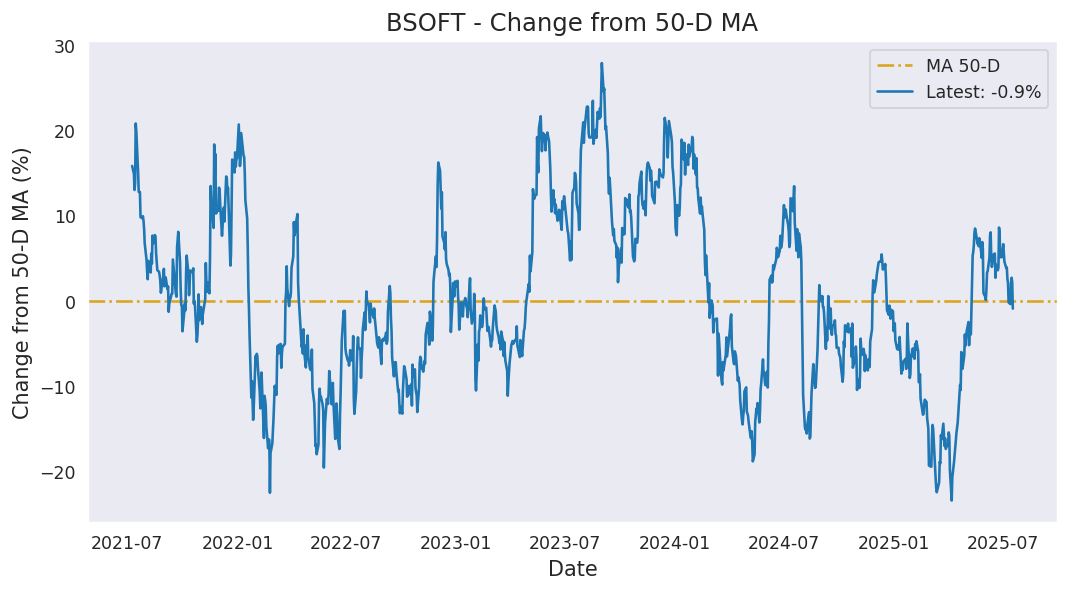 BSOFT - Change from 50-D MA
MA 50-D
Latest: -0.9%
Change from 50-D MA (%)
30
20
10
0
−10
−20
2021-07 2022-01 2022-07 2023-01 2023-07 2024-01 2024-07 2025-01 2025-07
Date